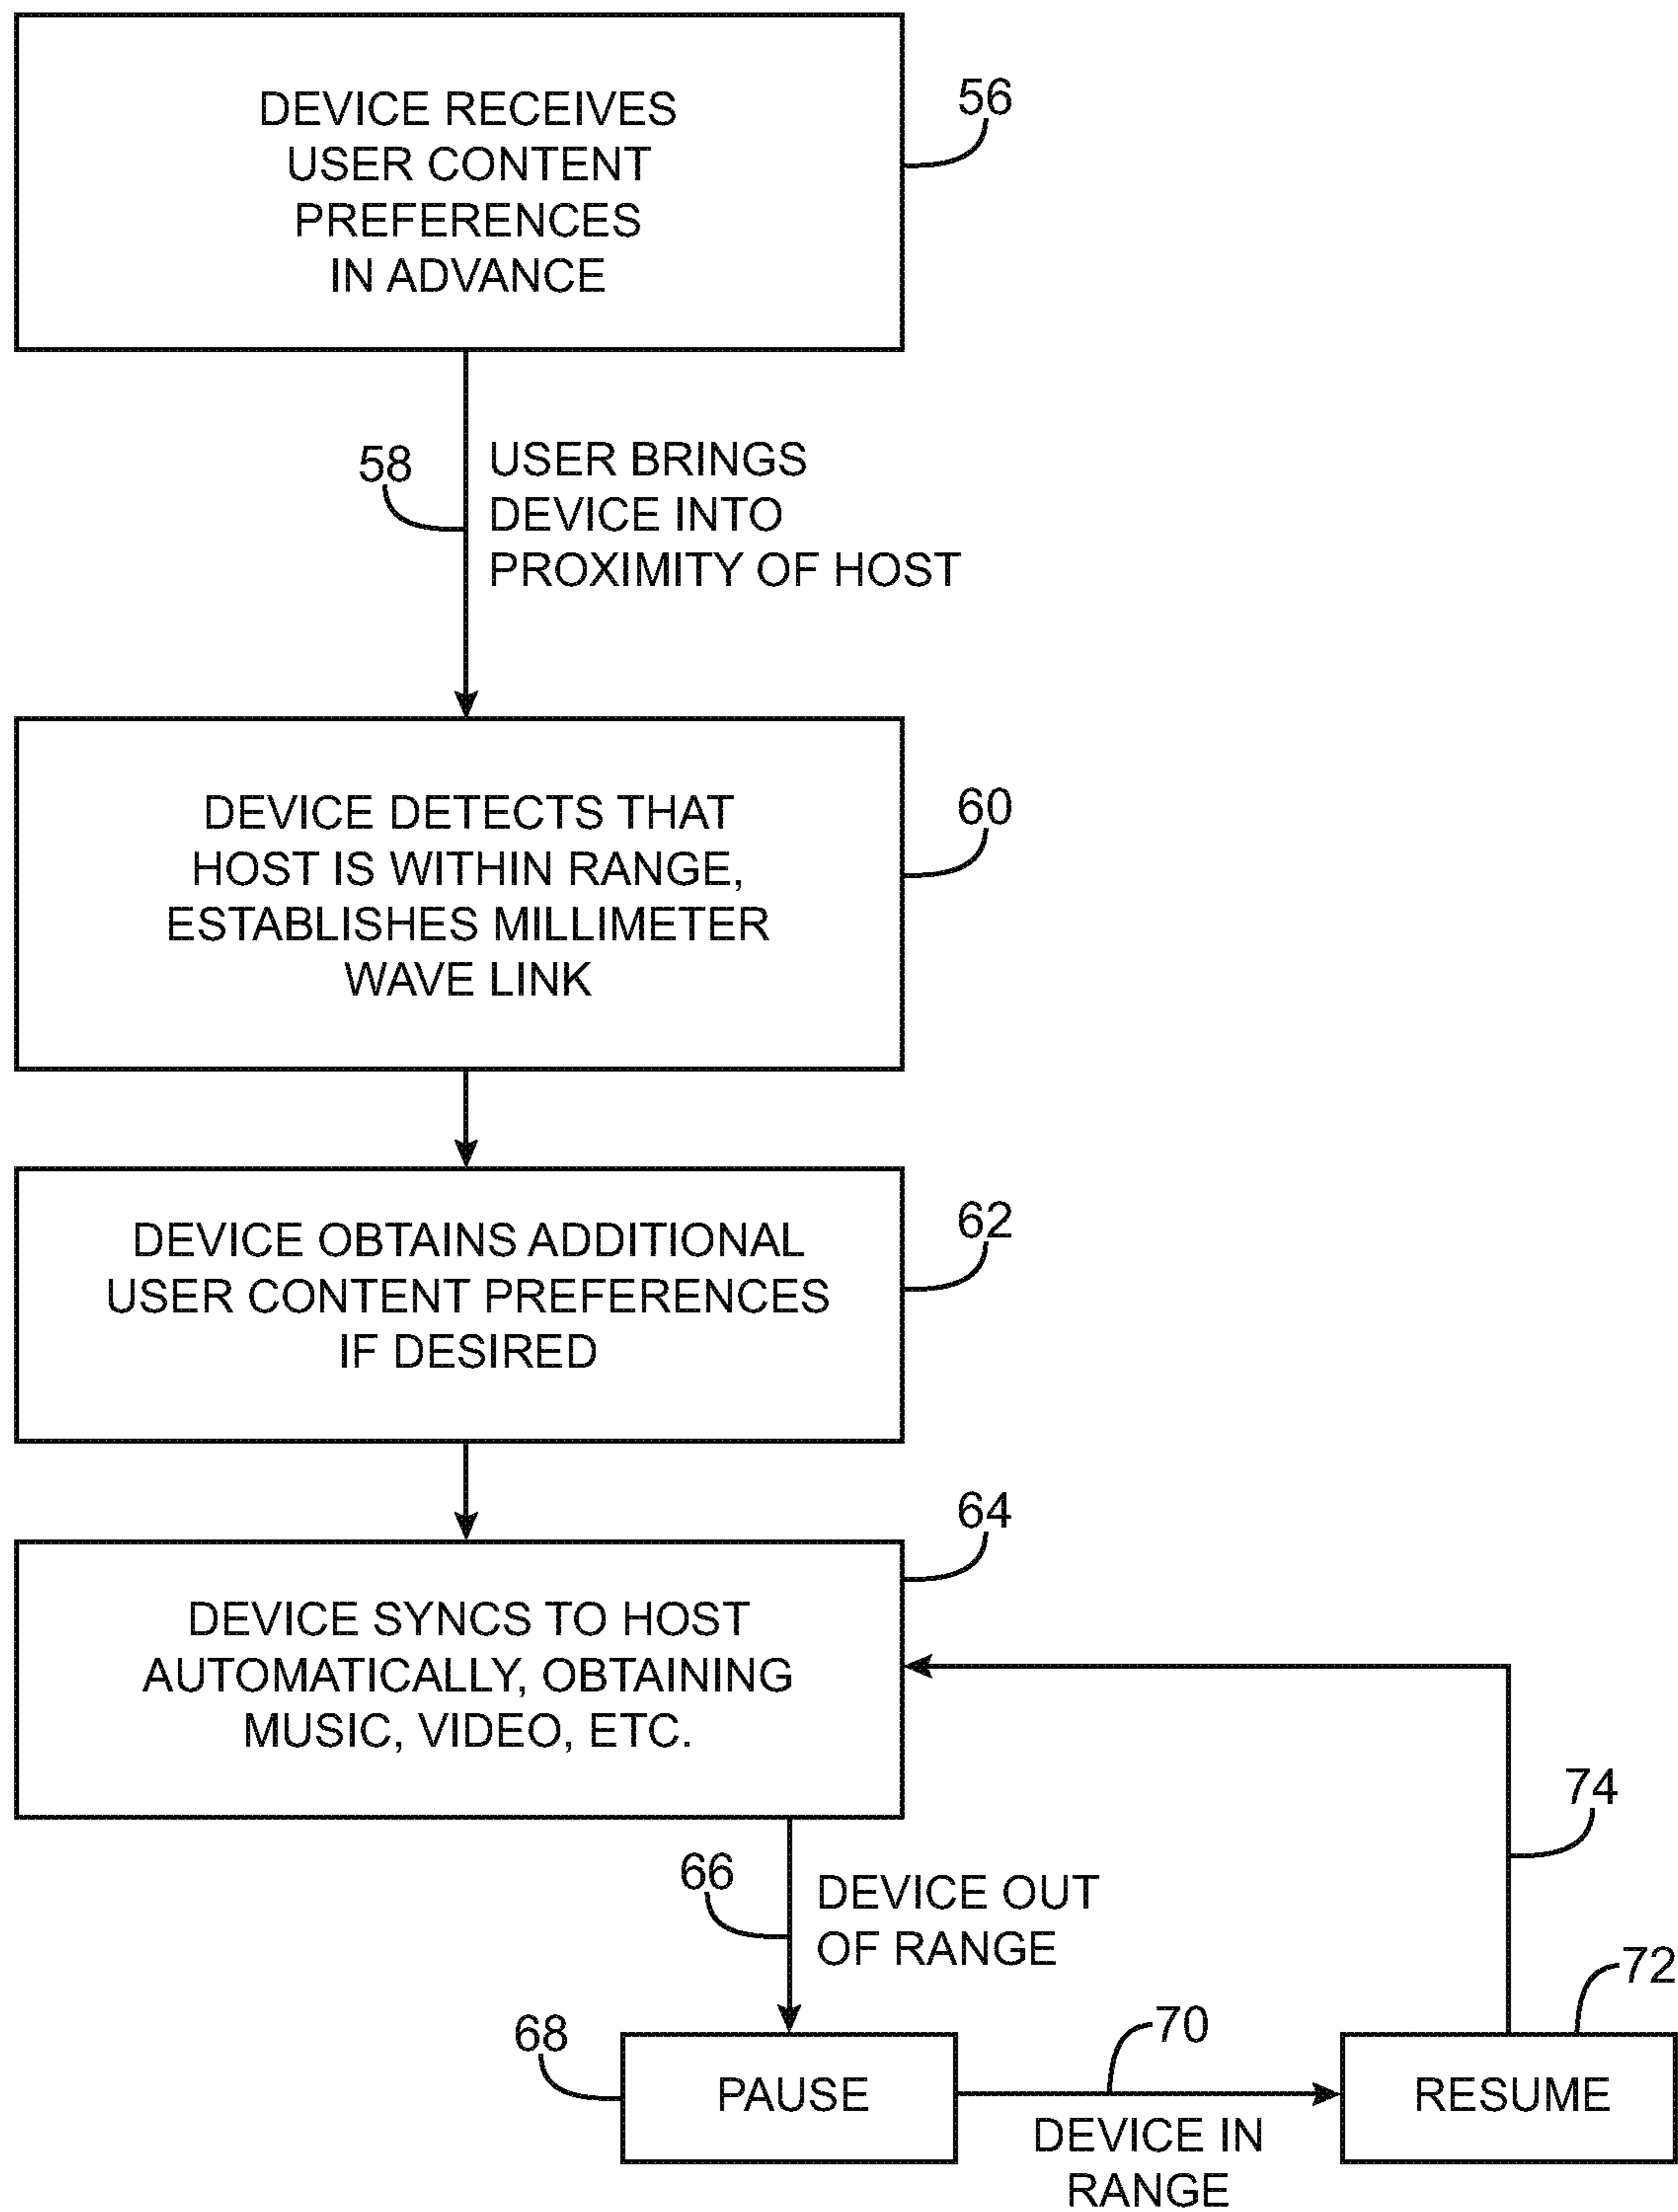 DEVICE RECEIVES
USER CONTENT
PREFERENCES
IN ADVANCE
56
58
USER BRINGS
DEVICE INTO
PROXIMITY OF HOST
DEVICE DETECTS THAT
HOST IS WITHIN RANGE,
ESTABLISHES MILLIMETER
WAVE LINK
60
DEVICE OBTAINS ADDITIONAL
USER CONTENT PREFERENCES
IF DESIRED
62
64
DEVICE SYNCS TO HOST
AUTOMATICALLY, OBTAINING
MUSIC, VIDEO, ETC.
74
66
DEVICE OUT
OF RANGE
72
68
PAUSE
70
DEVICE IN
RANGE
RESUME